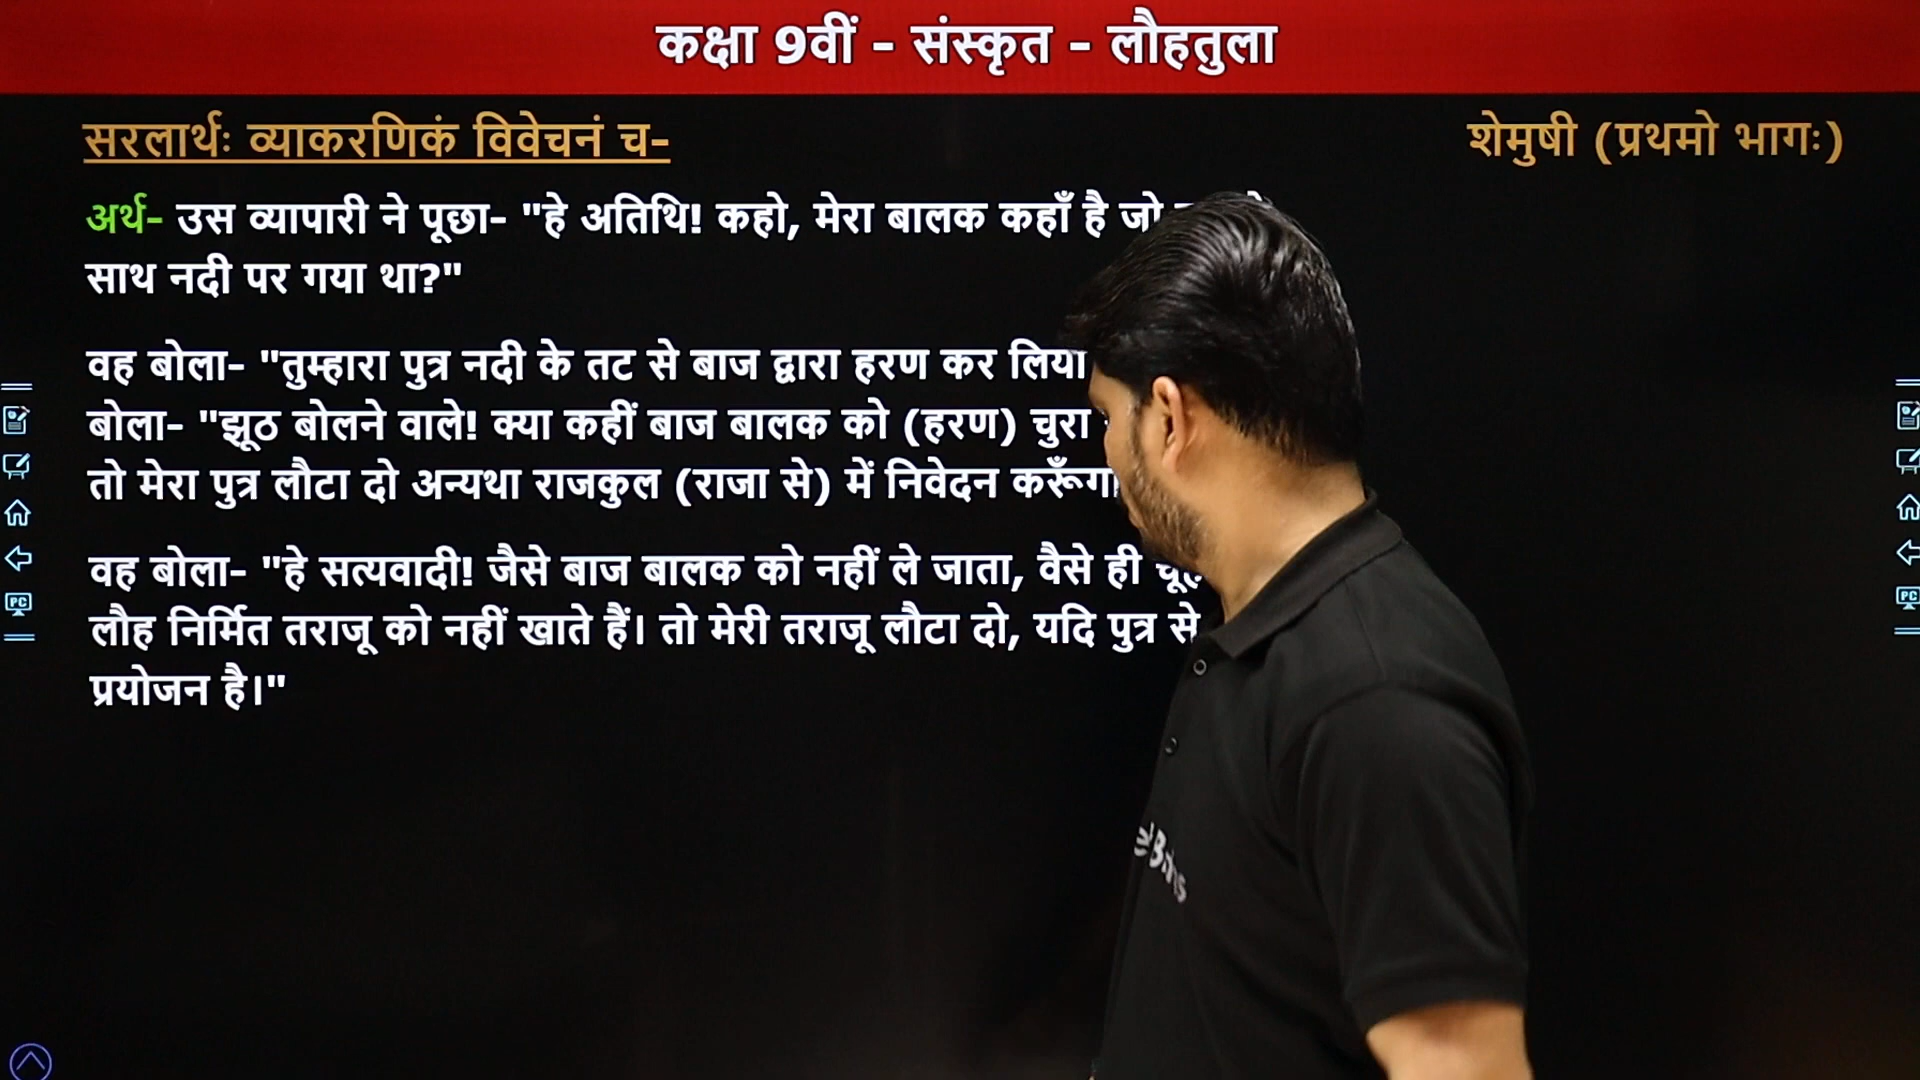 कक्षा 9वीं - संस्कृत - लौहतुला
सरलार्थः व्याकरणिकं विवेचनं च-
शेमुषी (प्रथमो भागः)
अर्थ- उस व्यापारी ने पूछा- "हे अतिथि! कहो, मेरा बालक कहाँ है जो
साथ नदी पर गया था?"
वह बोला- "तुम्हारा पुत्र नदी के तट से बाज द्वारा हरण कर लिया
बोला- "झूठ बोलने वाले! क्या कहीं बाज बालक को (हरण) चुरा
तो मेरा पुत्र लौटा दो अन्यथा राजकुल (राजा से) में निवेदन करूँगा
वह बोला- "हे सत्यवादी! जैसे बाज बालक को नहीं ले जाता, वैसे ही
लौह निर्मित तराजू को नहीं खाते हैं। तो मेरी तराजू लौटा दो, यदि पुत्र से
प्रयोजन है।"
PC
PC